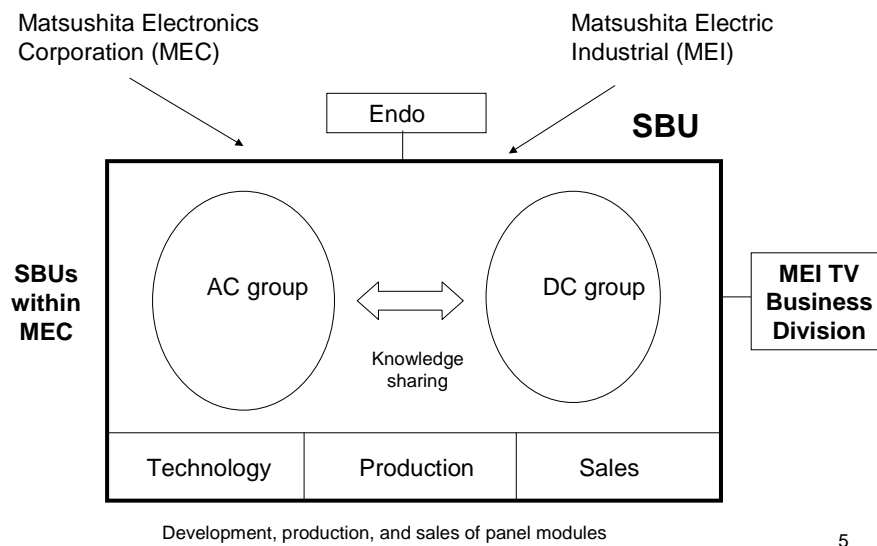 Matsushita Electronics
Corporation (MEC)
Matsushita Electric
Industrial (MEI)
Endo
SBU
SBUs
within
MEC
AC group
DC group
Knowledge
sharing
MEI TV
Business
Division
Technology
Production
Sales
Development, production, and sales of panel modules
5